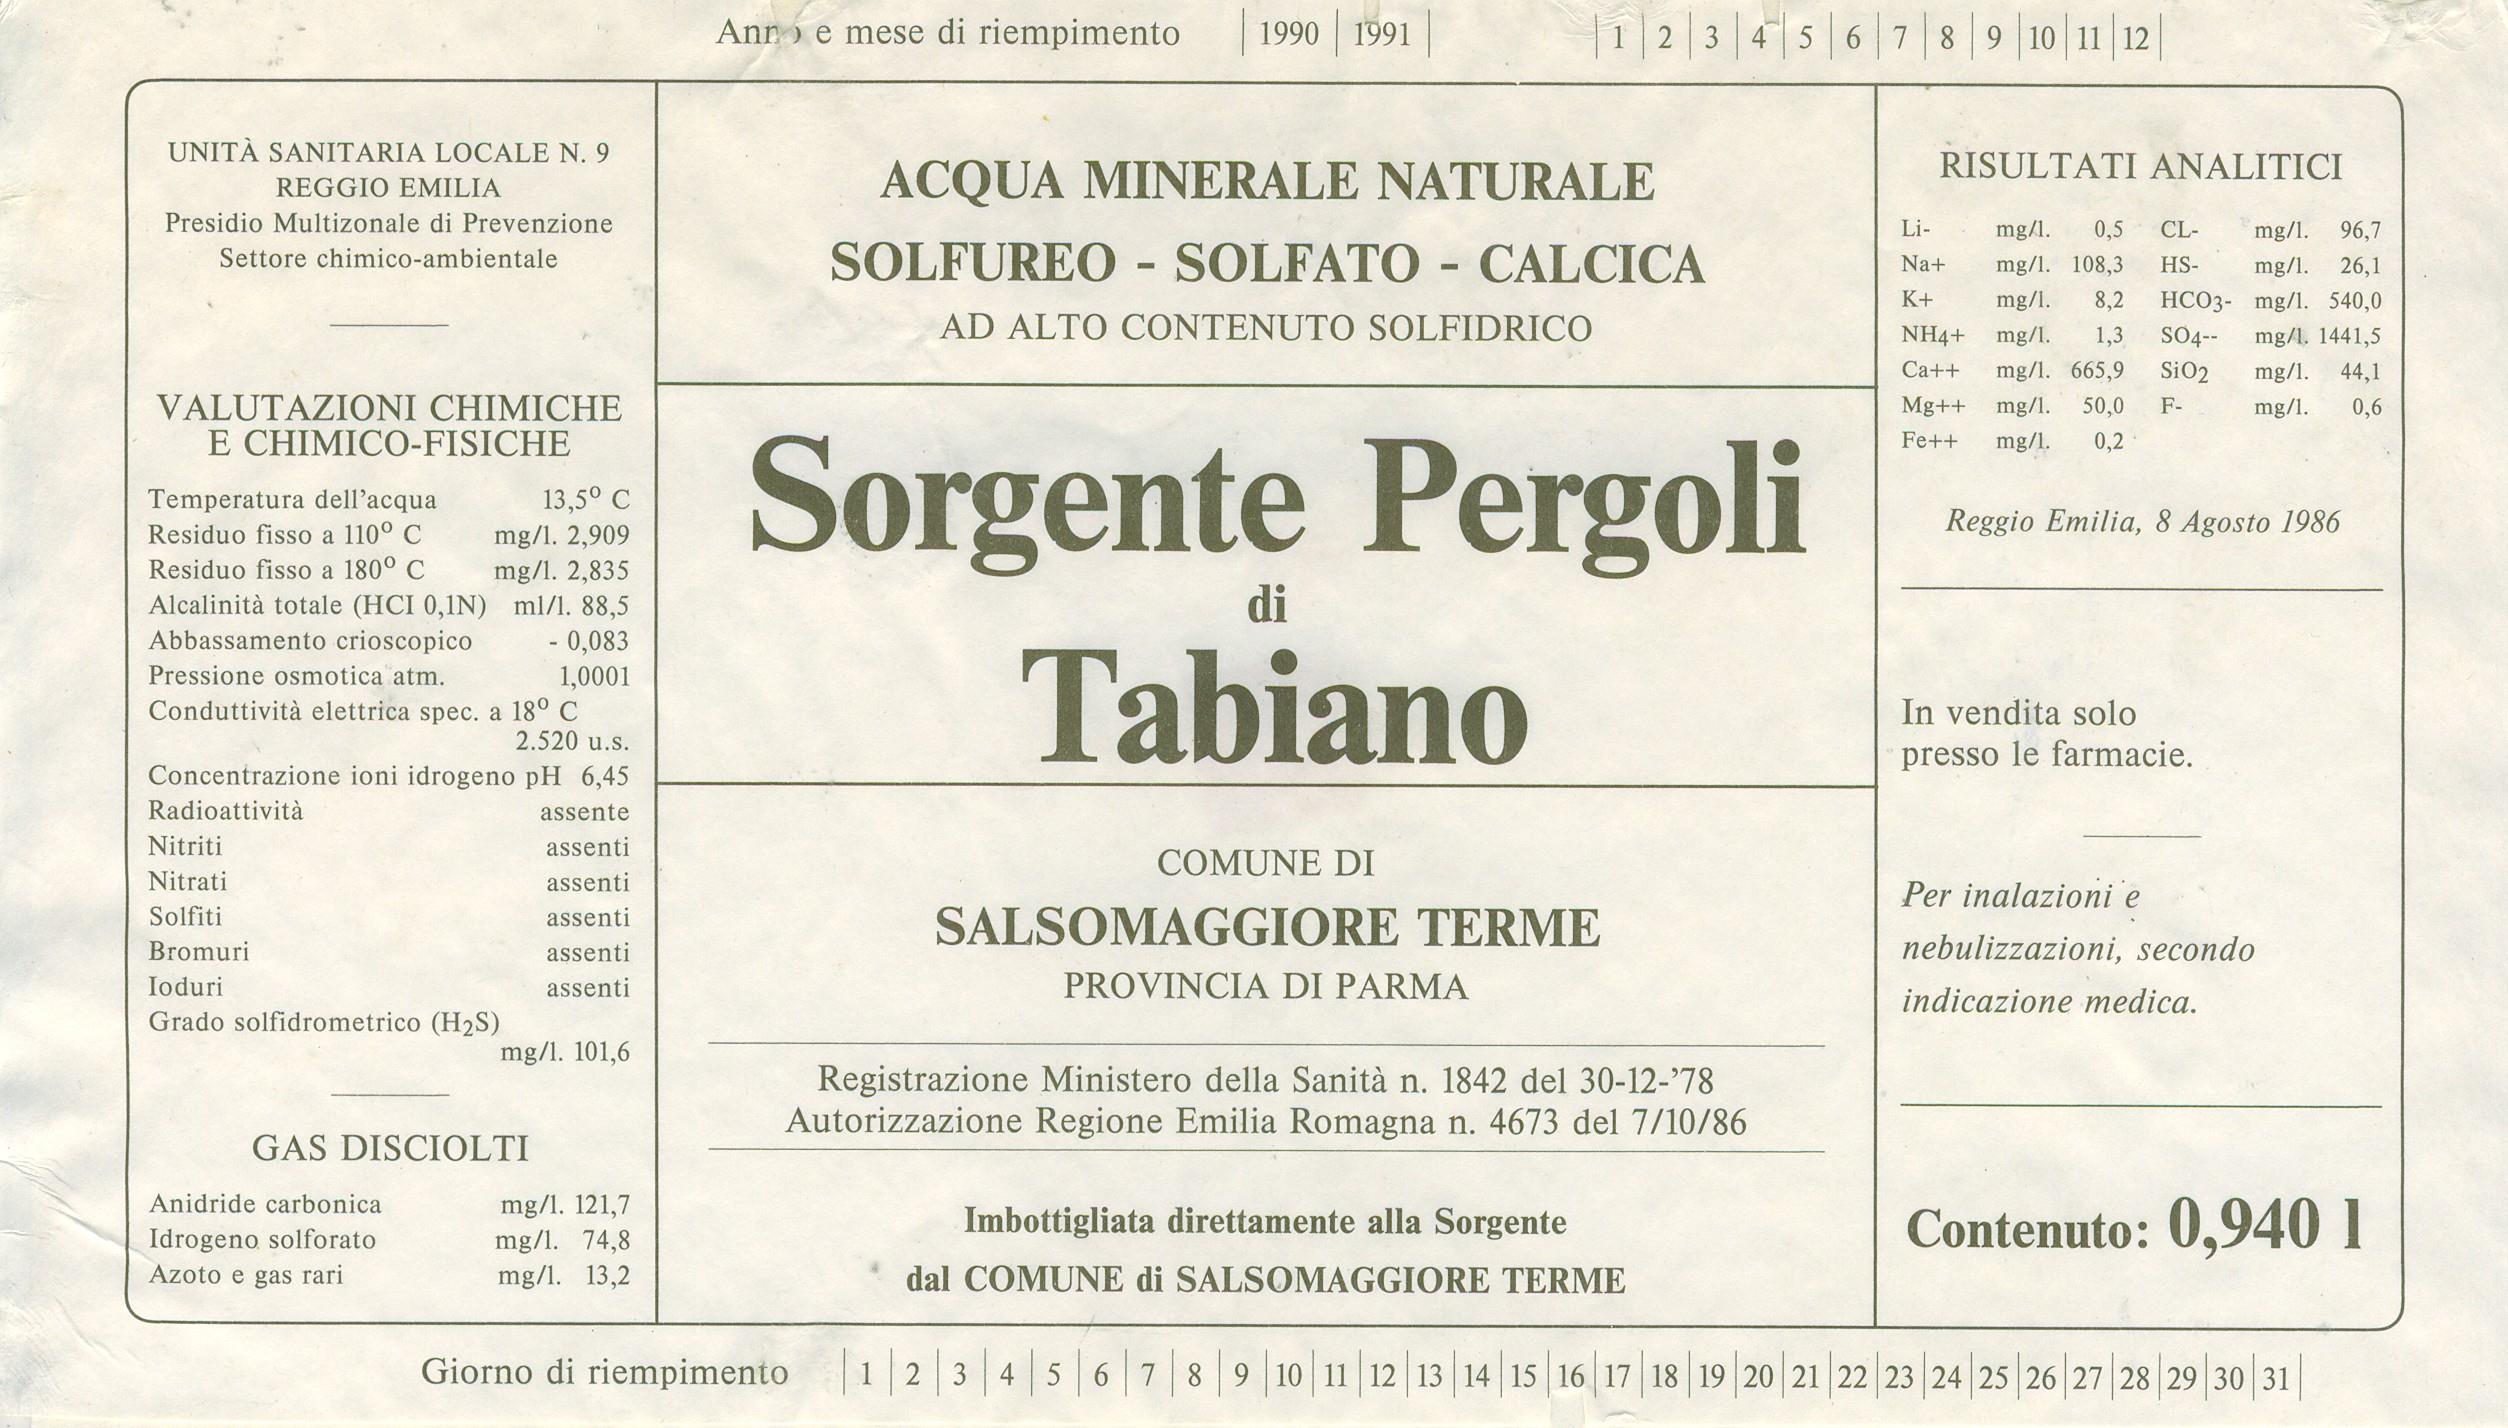 Anno e mese di riempimento | 1990 | 1991 | | 1 | 2 | 3 | 4 | 5 | 6 | 7 | 8 | 9 | 10 | 11 | 12 |
UNITÀ SANITARIA LOCALE N. 9
REGGIO EMILIA
Presidio Multizonale di Prevenzione
Settore chimico-ambientale
VALUTAZIONI CHIMICHE
E CHIMICO-FISICHE
Temperatura dell'acqua 13,5° C
Residuo fisso a 110° C mg/l. 2,909
Residuo fisso a 180° C mg/l. 2,835
Alcalinità totale (HCI 0,1N) ml/l. 88,5
Abbassamento crioscopico - 0,083
Pressione osmotica atm. 1,0001
Conduttività elettrica spec. a 18° C
2.520 u.s.
Concentrazione ioni idrogeno pH 6,45
Radioattività assente
Nitriti assenti
Nitrati assenti
Solfiti assenti
Bromuri assenti
Ioduri assenti
Grado solfidrometrico (H2S)
mg/l. 101,6
GAS DISCIOLTI
Anidride carbonica mg/l. 121,7
Idrogeno solforato mg/l. 74,8
Azoto e gas rari mg/l. 13,2
ACQUA MINERALE NATURALE
SOLFUREO - SOLFATO - CALCICA
AD ALTO CONTENUTO SOLFIDRICO
Sorgente Pergoli
di
Tabiano
COMUNE DI
SALSOMAGGIORE TERME
PROVINCIA DI PARMA
Registrazione Ministero della Sanità n. 1842 del 30-12-'78
Autorizzazione Regione Emilia Romagna n. 4673 del 7/10/86
Imbottigliata direttamente alla Sorgente
dal COMUNE di SALSOMAGGIORE TERME
RISULTATI ANALITICI
Li- mg/l. 0,5 CL- mg/l. 96,7
Na+ mg/l. 108,3 HS- mg/l. 26,1
K+ mg/l. 8,2 HCO3- mg/l. 540,0
NH4+ mg/l. 1,3 SO4-- mg/l. 1441,5
Ca++ mg/l. 665,9 SiO2 mg/l. 44,1
Mg++ mg/l. 50,0 F- mg/l. 0,6
Fe++ mg/l. 0,2
Reggio Emilia, 8 Agosto 1986
In vendita solo
presso le farmacie.
Per inalazioni e
nebulizzazioni, secondo
indicazione medica.
Contenuto: 0,940 l
Giorno di riempimento | 1 | 2 | 3 | 4 | 5 | 6 | 7 | 8 | 9 | 10 | 11 | 12 | 13 | 14 | 15 | 16 | 17 | 18 | 19 | 20 | 21 | 22 | 23 | 24 | 25 | 26 | 27 | 28 | 29 | 30 | 31 |